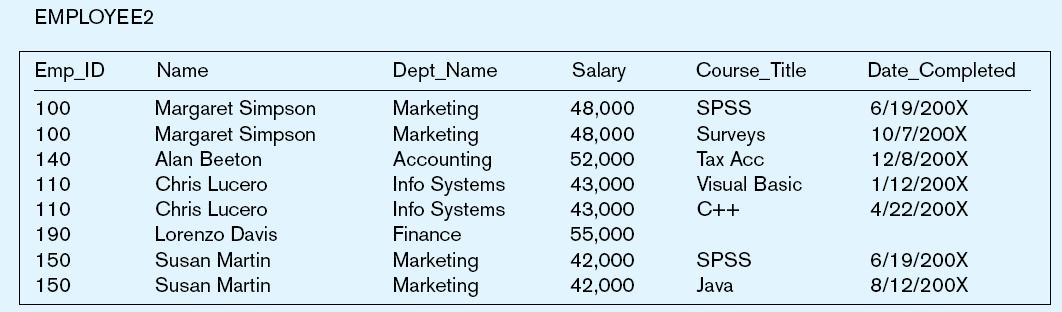 EMPLOYEE2
Emp_ID Name Dept_Name Salary Course_Title Date_Completed
100 Margaret Simpson Marketing 48,000 SPSS 6/19/200X
100 Margaret Simpson Marketing 48,000 Surveys 10/7/200X
140 Alan Beeton Accounting 52,000 Tax Acc 12/8/200X
110 Chris Lucero Info Systems 43,000 Visual Basic 1/12/200X
110 Chris Lucero Info Systems 43,000 C++ 4/22/200X
190 Lorenzo Davis Finance 55,000
150 Susan Martin Marketing 42,000 SPSS 6/19/200X
150 Susan Martin Marketing 42,000 Java 8/12/200X